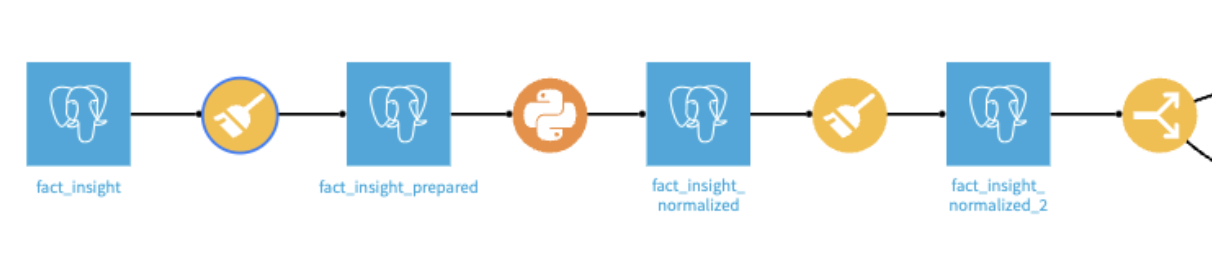 fact_insight
fact_insight_prepared
fact_insight_
normalized
fact_insight_
normalized_2